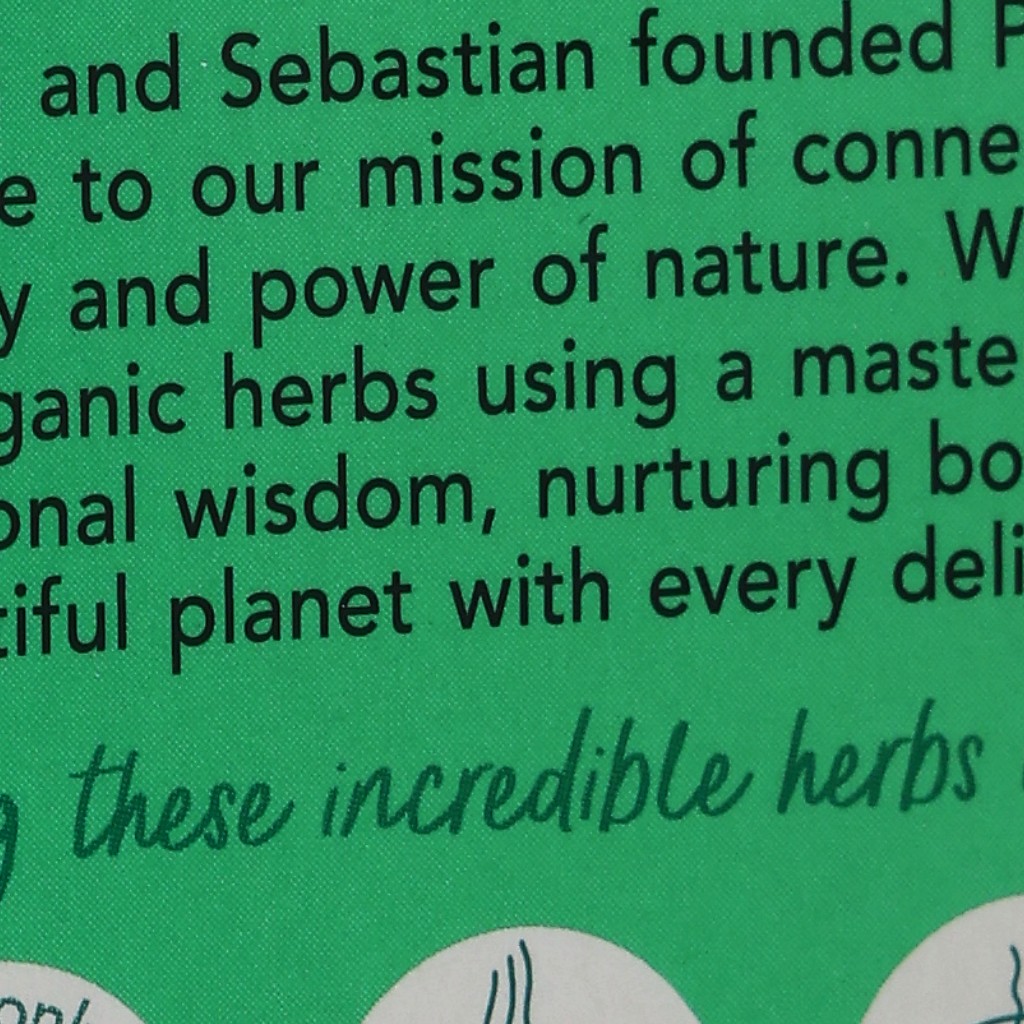 and Sebastian founded P
e to our mission of conne
y and power of nature. W
ganic herbs using a maste
onal wisdom, nurturing bo
tiful planet with every deli
g these incredible herbs